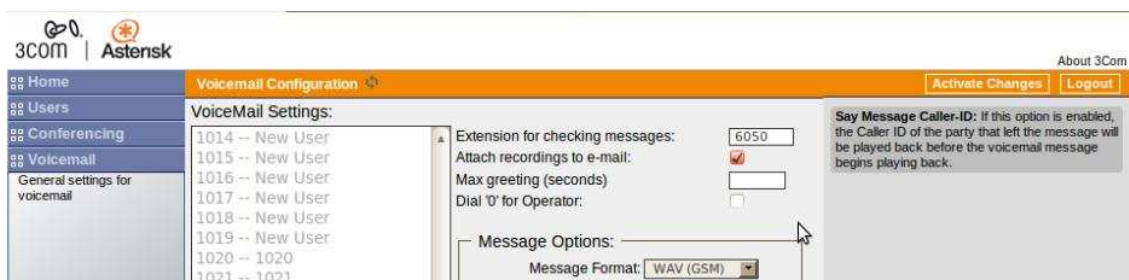 3COM | Asterisk
About 3Com
Home
Users
Conferencing
Voicemail
General settings for
voicemail
Voicemail Configuration
Activate Changes
Logout
VoiceMail Settings:
1014 -- New User
1015 -- New User
1016 -- New User
1017 -- New User
1018 -- New User
1019 -- New User
1020 -- 1020
1021 -- 1021
Extension for checking messages: 6050
Attach recordings to e-mail:
Max greeting (seconds)
Dial '0' for Operator:
Message Options:
Message Format: WAV (GSM)
Say Message Caller-ID: If this option is enabled,
the Caller ID of the party that left the message will
be played back before the voicemail message
begins playing back.